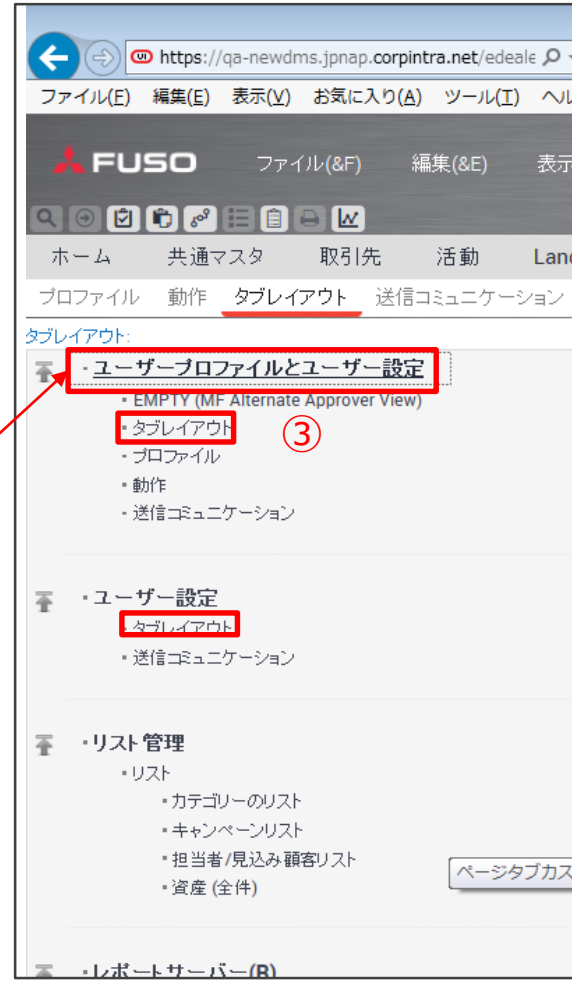 https://qa-newdms.jpnap.corpintra.net/edeale
ファイル(F) 編集(E) 表示(V) お気に入り(A) ツール(T) ヘル
FUSO ファイル(&F) 編集(&E) 表示
ホーム 共通マスタ 取引先 活動 Land
プロファイル 動作 タブレイアウト 送信コミュニケーション
タブレイアウト:
・ユーザープロファイルとユーザー設定
・EMPTY (MF Alternate Approver View)
・タブレイアウト ③
・プロファイル
・動作
・送信コミュニケーション
・ユーザー設定
・タブレイアウト
・送信コミュニケーション
・リスト管理
・リスト
・カテゴリーのリスト
・キャンペーンリスト
・担当者/見込み顧客リスト
ページタブカス
・資産 (全件)
・レポートサーバー(R)